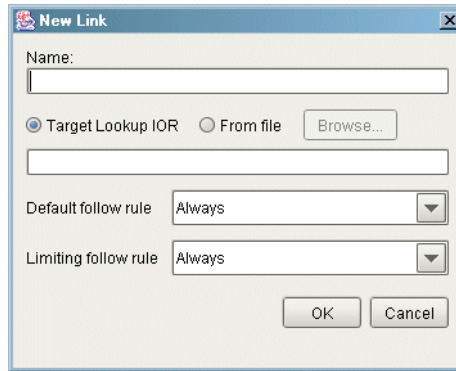 New Link
Name:
Target Lookup IOR From file Browse...
Default follow rule Always
Limiting follow rule Always
OK Cancel